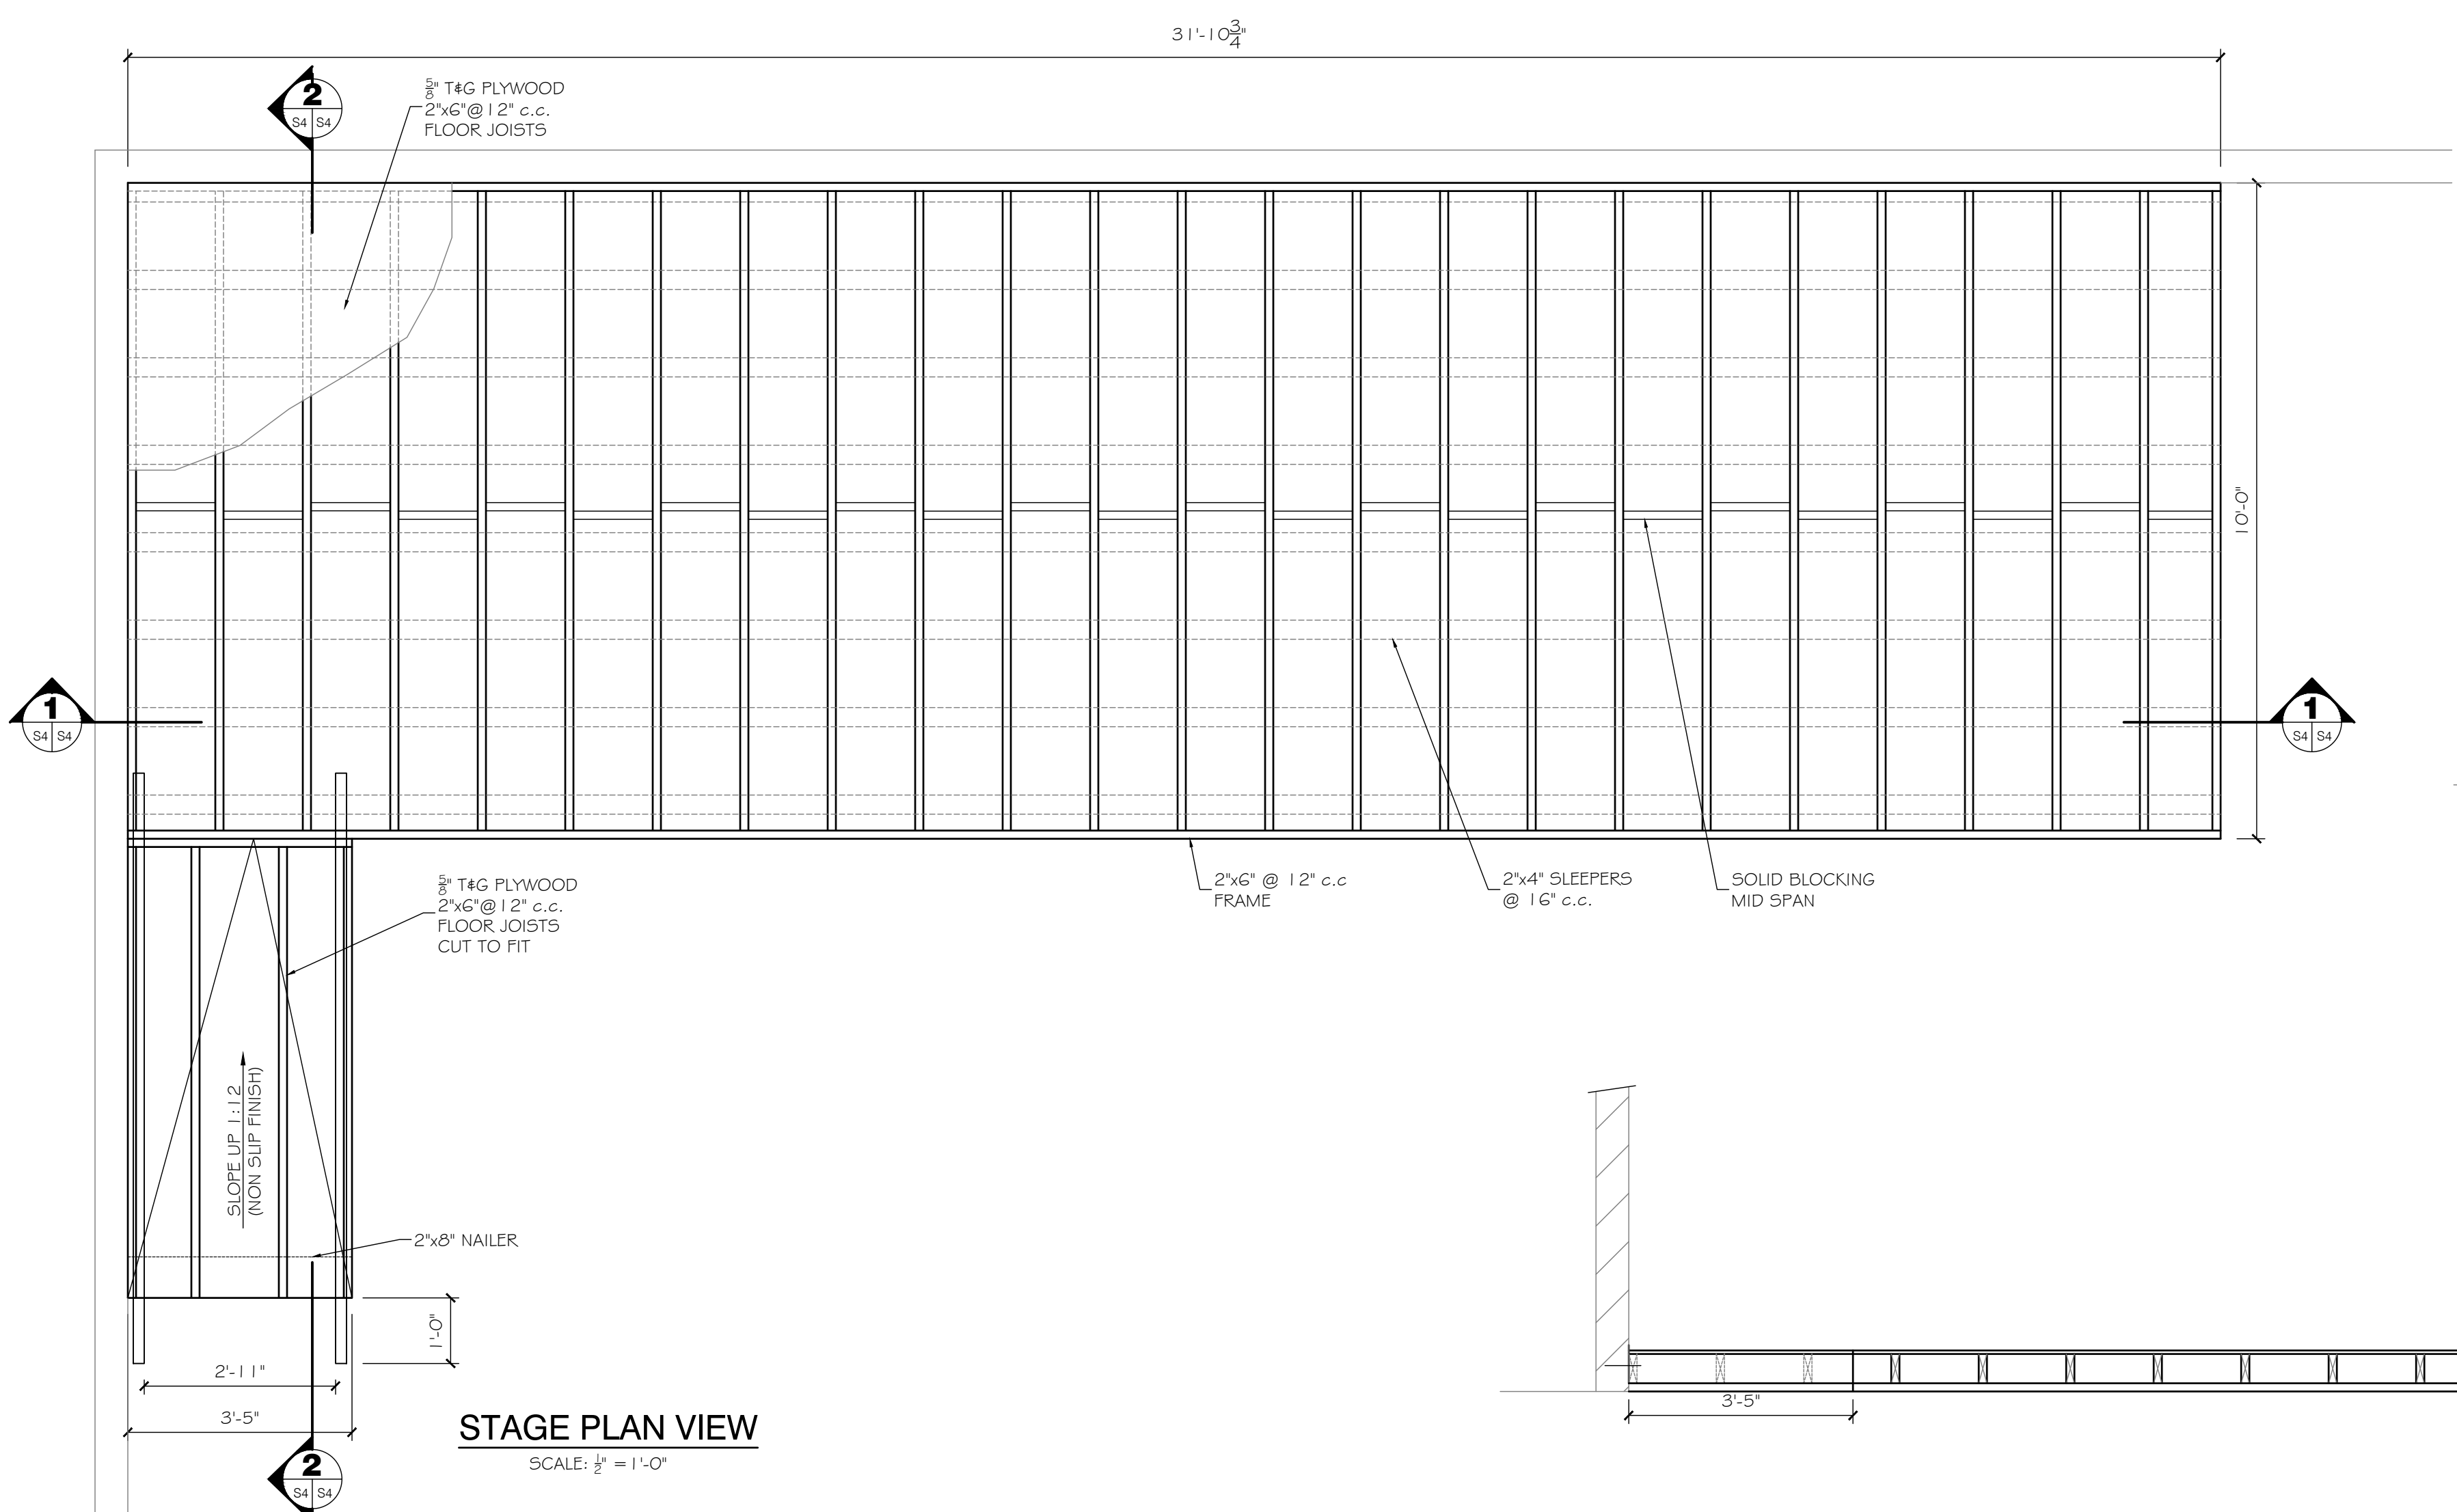 31'-10 3/4"
2
S4 S4
5/8" T&G PLYWOOD
2"x6"@12" c.c.
FLOOR JOISTS
10'-0"
1
S4 S4
1
S4 S4
5/8" T&G PLYWOOD
2"x6"@12" c.c.
FLOOR JOISTS
CUT TO FIT
2"x6" @ 12" c.c
FRAME
2"x4" SLEEPERS
@ 16" c.c.
SOLID BLOCKING
MID SPAN
SLOPE UP 1:12
(NON SLIP FINISH)
2"x8" NAILER
1'-0"
2'-11"
3'-5"
3'-5"
STAGE PLAN VIEW
SCALE: 1/2" = 1'-0"
2
S4 S4